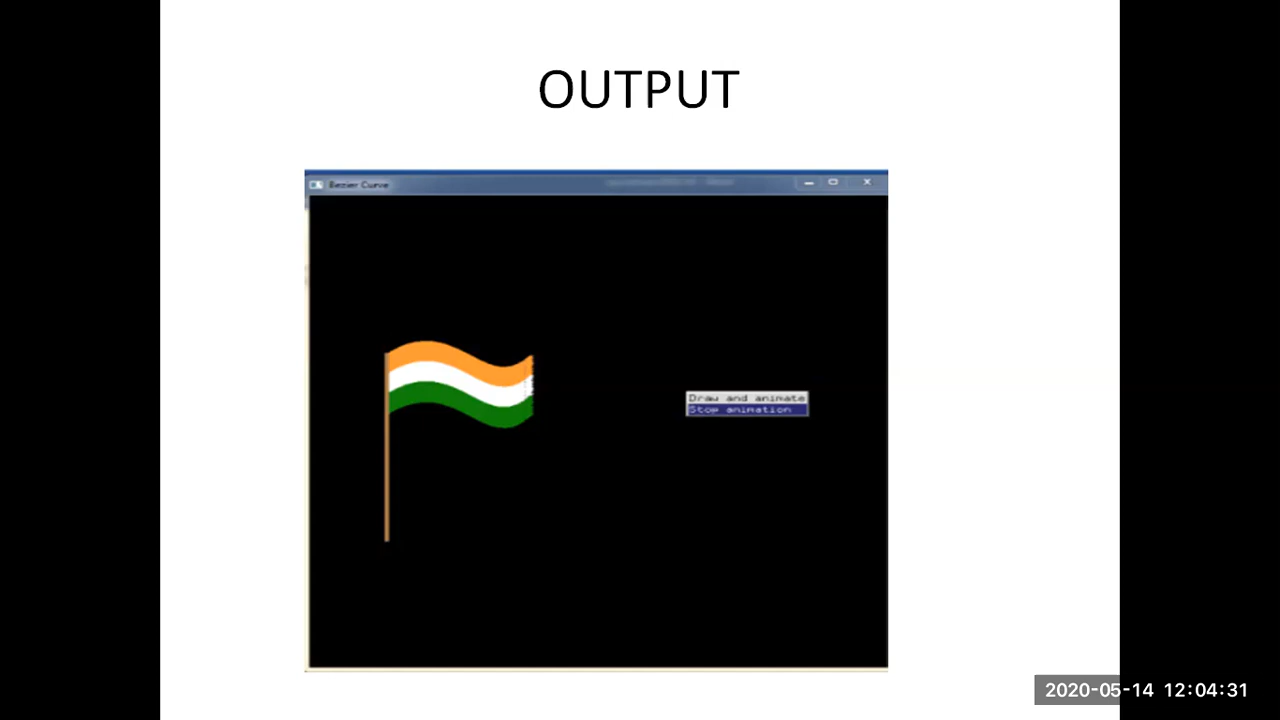 OUTPUT
Bezier Curve
Draw and animate
Stop animation
2020-05-14 12:04:31